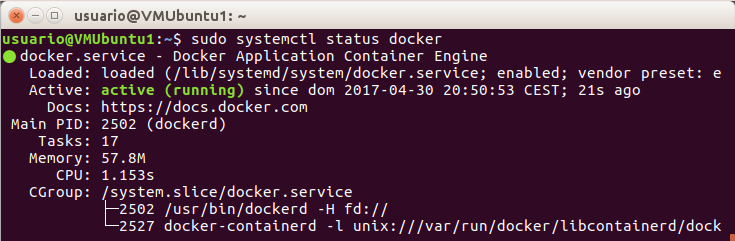 usuario@VMUbuntu1: ~
usuario@VMUbuntu1:~$ sudo systemctl status docker
● docker.service - Docker Application Container Engine
   Loaded: loaded (/lib/systemd/system/docker.service; enabled; vendor preset: e
   Active: active (running) since dom 2017-04-30 20:50:53 CEST; 21s ago
     Docs: https://docs.docker.com
 Main PID: 2502 (dockerd)
    Tasks: 17
   Memory: 57.8M
      CPU: 1.153s
   CGroup: /system.slice/docker.service
           ├─2502 /usr/bin/dockerd -H fd://
           └─2527 docker-containerd -l unix:///var/run/docker/libcontainerd/dock